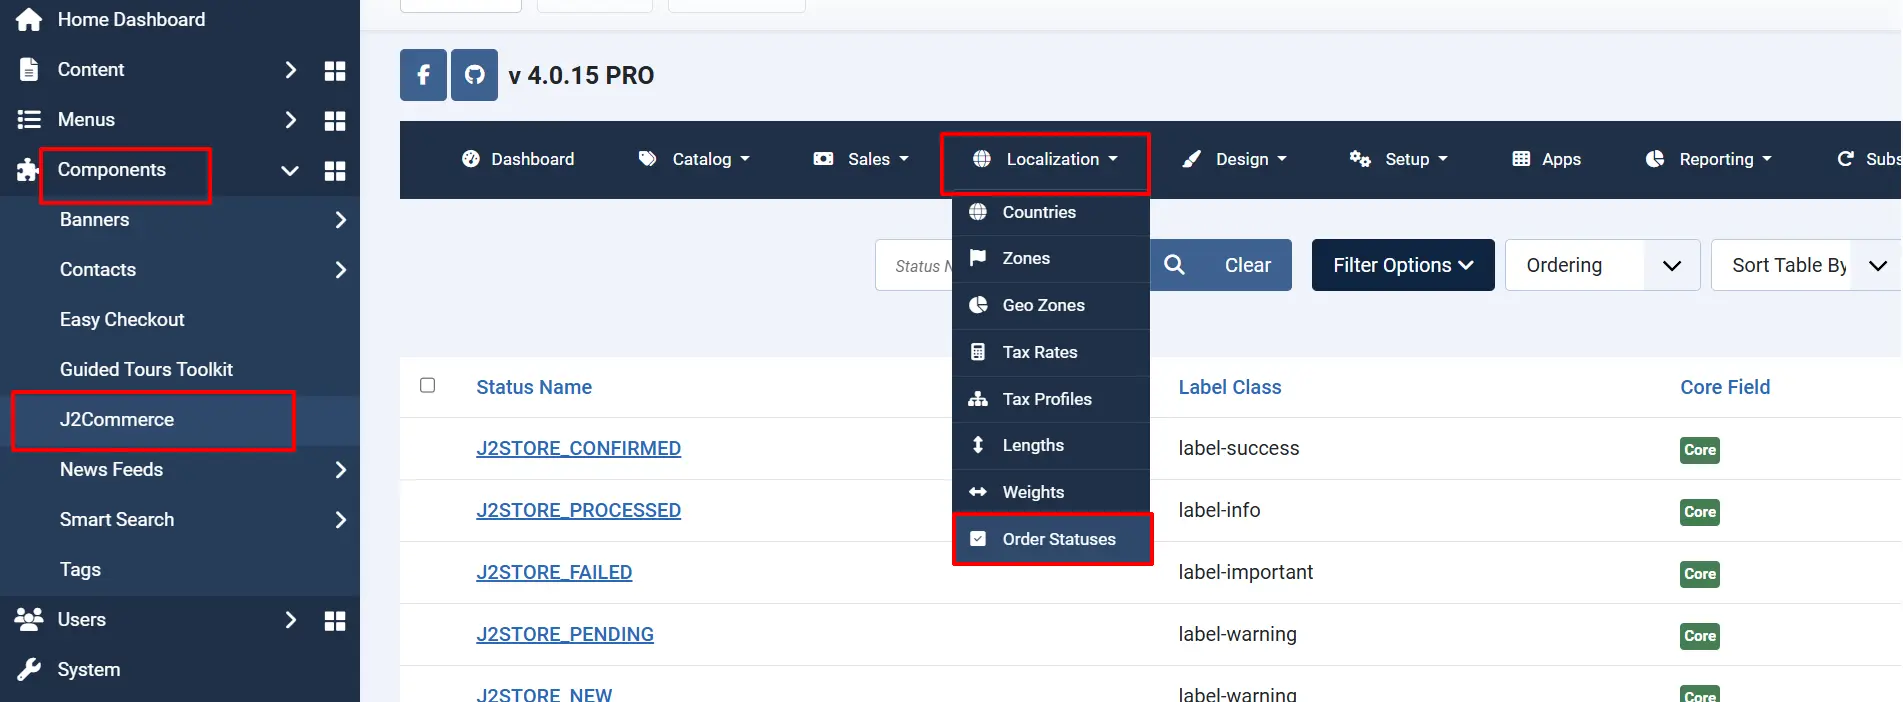 Home Dashboard
Content
Menus
Components
Banners
Contacts
Easy Checkout
Guided Tours Toolkit
J2Commerce
News Feeds
Smart Search
Tags
Users
System
v 4.0.15 PRO
Dashboard Catalog Sales Localization Design Setup Apps Reporting Subs
Countries
Zones
Geo Zones
Tax Rates
Tax Profiles
Lengths
Weights
Order Statuses
Status N Clear Filter Options Ordering Sort Table By
Status Name Label Class Core Field
J2STORE_CONFIRMED label-success Core
J2STORE_PROCESSED label-info Core
J2STORE_FAILED label-important Core
J2STORE_PENDING label-warning Core
J2STORE_NEW label-warning Core